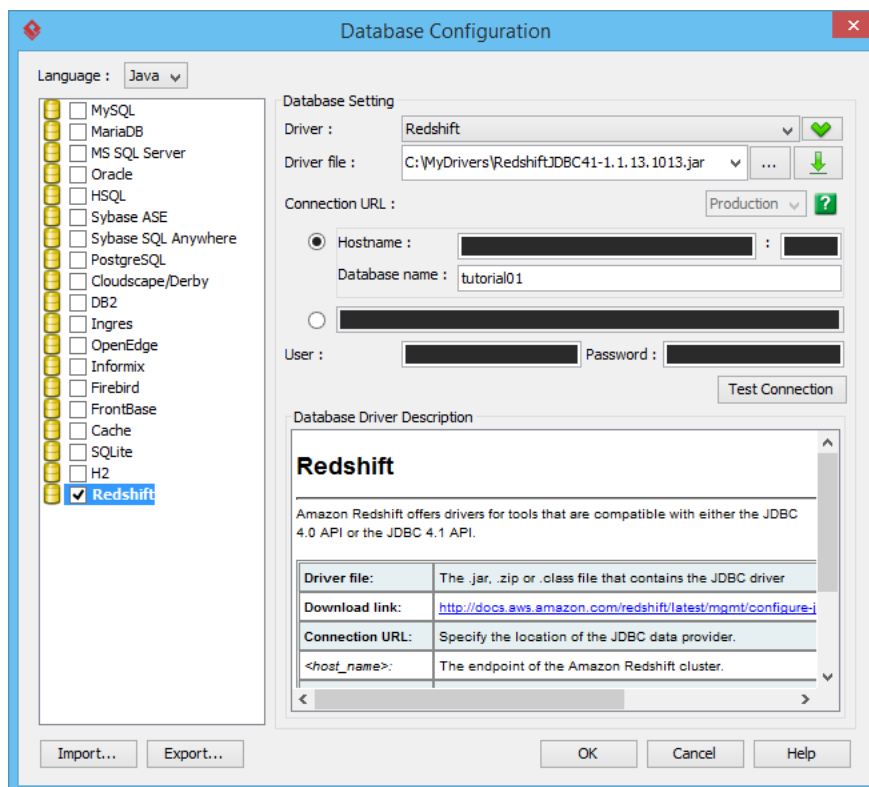 Database Configuration
Language : Java
MySQL
MariaDB
MS SQL Server
Oracle
HSQL
Sybase ASE
Sybase SQL Anywhere
PostgreSQL
Cloudscape/Derby
DB2
Ingres
OpenEdge
Informix
Firebird
FrontBase
Cache
SQLite
H2
Redshift
Database Setting
Driver : Redshift
Driver file : C:\MyDrivers\RedshiftJDBC41-1.1.13.1013.jar ...
Connection URL : Production ?
Hostname : :
Database name : tutorial01
User : Password :
Test Connection
Database Driver Description
Redshift
Amazon Redshift offers drivers for tools that are compatible with either the JDBC
4.0 API or the JDBC 4.1 API.
Driver file: The .jar, .zip or .class file that contains the JDBC driver
Download link: http://docs.aws.amazon.com/redshift/latest/mgmt/configure-j
Connection URL: Specify the location of the JDBC data provider.
<host_name>: The endpoint of the Amazon Redshift cluster.
Import... Export... OK Cancel Help